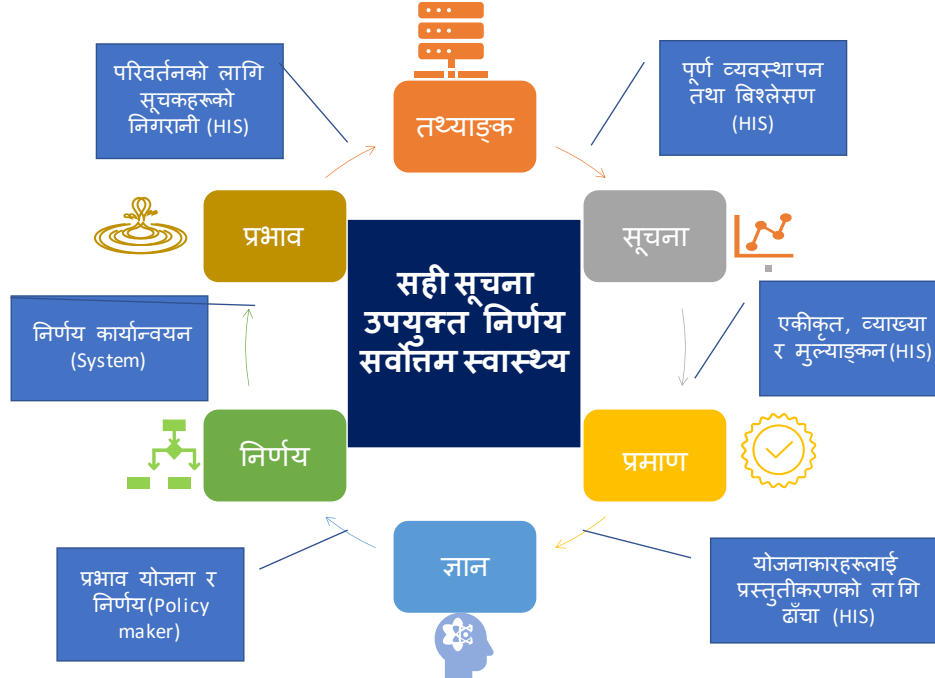 परिवर्तनको लागि
सूचकहरूको
निगरानी (HIS)
तथ्याङ्क
पूर्ण व्यवस्थापन
तथा बिश्लेसण
(HIS)
प्रभाव
सूचना
सही सूचना
उपयुक्त निर्णय
सर्वोत्तम स्वास्थ्य
निर्णय कार्यान्वयन
(System)
एकीकृत, व्याख्या
र मुल्याङ्कन(HIS)
निर्णय
प्रमाण
ज्ञान
प्रभाव योजना र
निर्णय(Policy
maker)
योजनाकारहरूलाई
प्रस्तुतीकरणको लागि
ढाँचा (HIS)